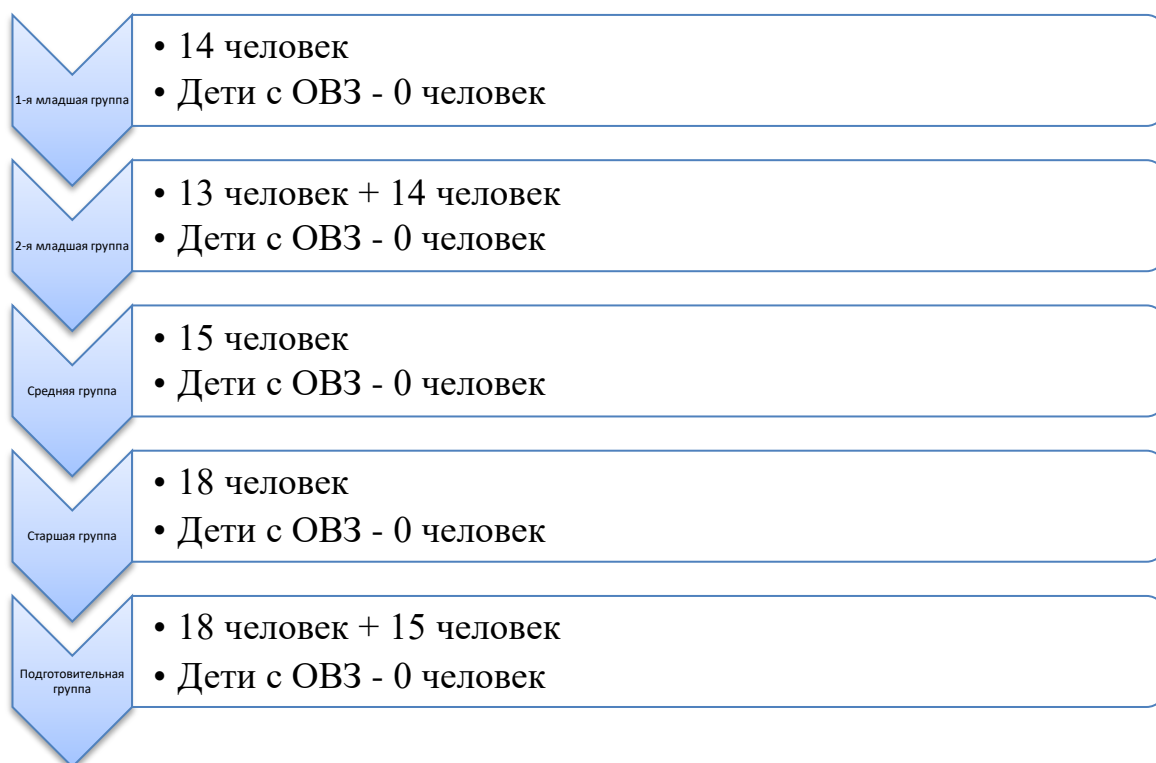 1-я младшая группа
• 14 человек
• Дети с ОВЗ - 0 человек
2-я младшая группа
• 13 человек + 14 человек
• Дети с ОВЗ - 0 человек
Средняя группа
• 15 человек
• Дети с ОВЗ - 0 человек
Старшая группа
• 18 человек
• Дети с ОВЗ - 0 человек
Подготовительная
группа
• 18 человек + 15 человек
• Дети с ОВЗ - 0 человек